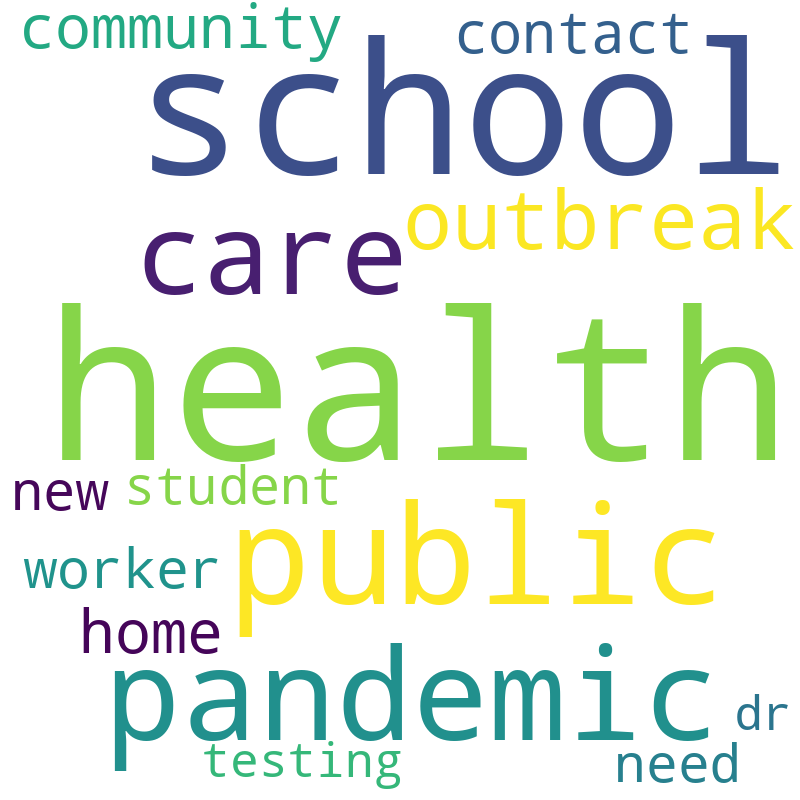 community
contact
school
outbreak
care
health
new
student
public
worker
home
pandemic
dr
testing
need